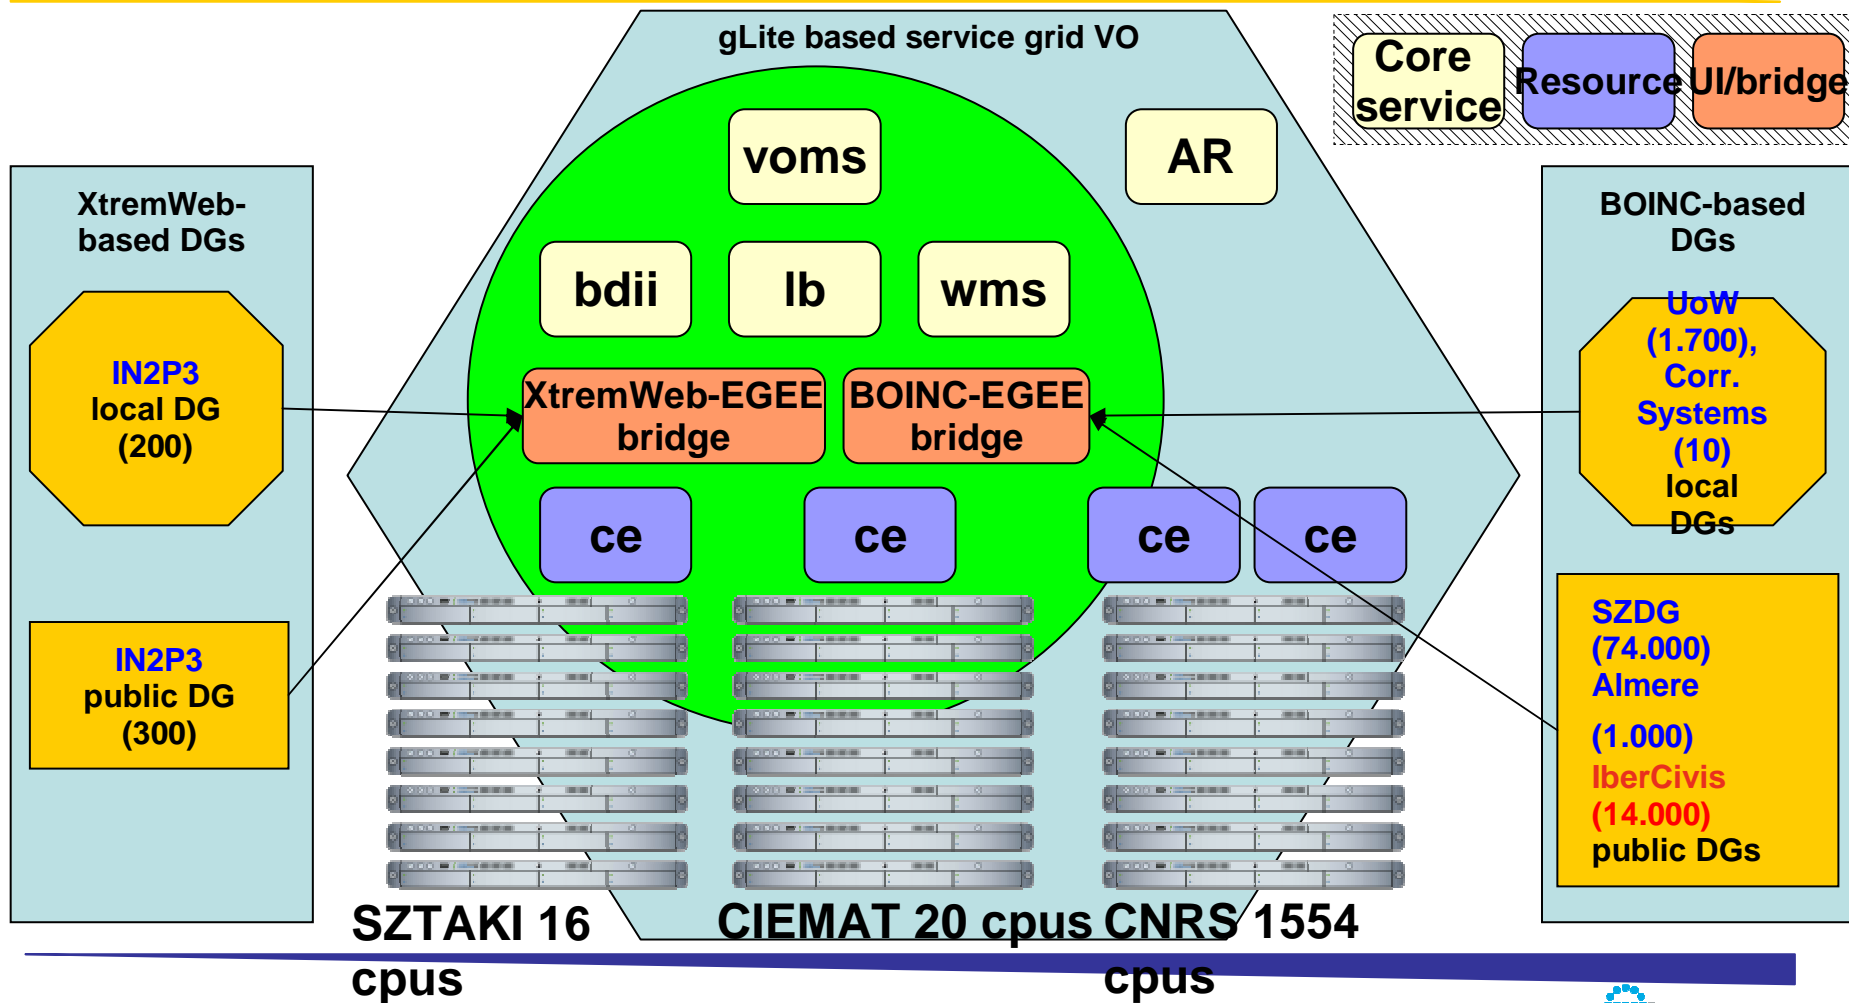 gLite based service grid VO
Core
service
Resource
UI/bridge
voms
AR
bdii
lb
wms
XtremWeb-EGEE
bridge
BOINC-EGEE
bridge
ce
ce
ce
ce
XtremWeb-
based DGs
IN2P3
local DG
(200)
IN2P3
public DG
(300)
BOINC-based
DGs
UoW
(1.700),
Corr.
Systems
(10)
local
DGs
SZDG
(74.000)
Almere
(1.000)
IberCivis
(14.000)
public DGs
SZTAKI 16
cpus
CIEMAT 20 cpus
CNRS 1554
cpus